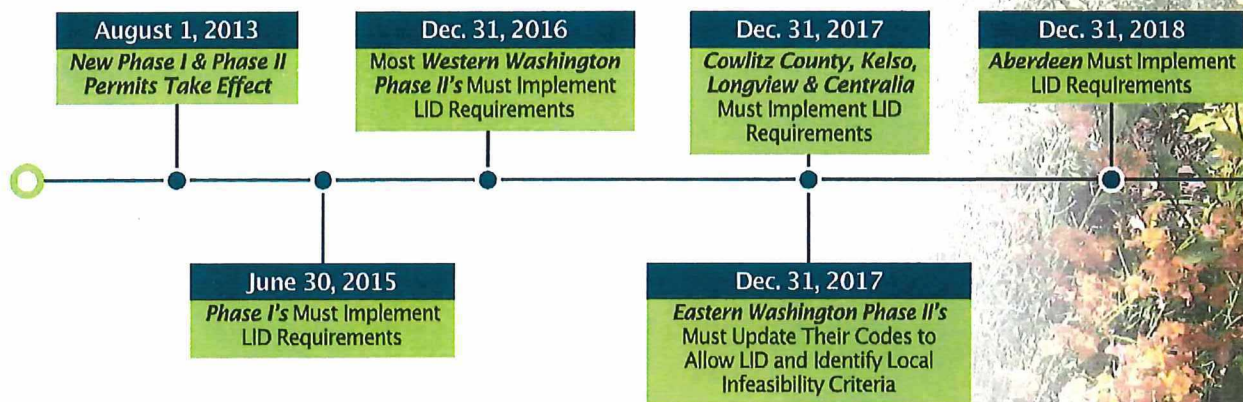 August 1, 2013
New Phase I & Phase II
Permits Take Effect
Dec. 31, 2016
Most Western Washington
Phase II's Must Implement
LID Requirements
Dec. 31, 2017
Cowlitz County, Kelso,
Longview & Centralia
Must Implement LID
Requirements
Dec. 31, 2018
Aberdeen Must Implement
LID Requirements
June 30, 2015
Phase I's Must Implement
LID Requirements
Dec. 31, 2017
Eastern Washington Phase II's
Must Update Their Codes to
Allow LID and Identify Local
Infeasibility Criteria